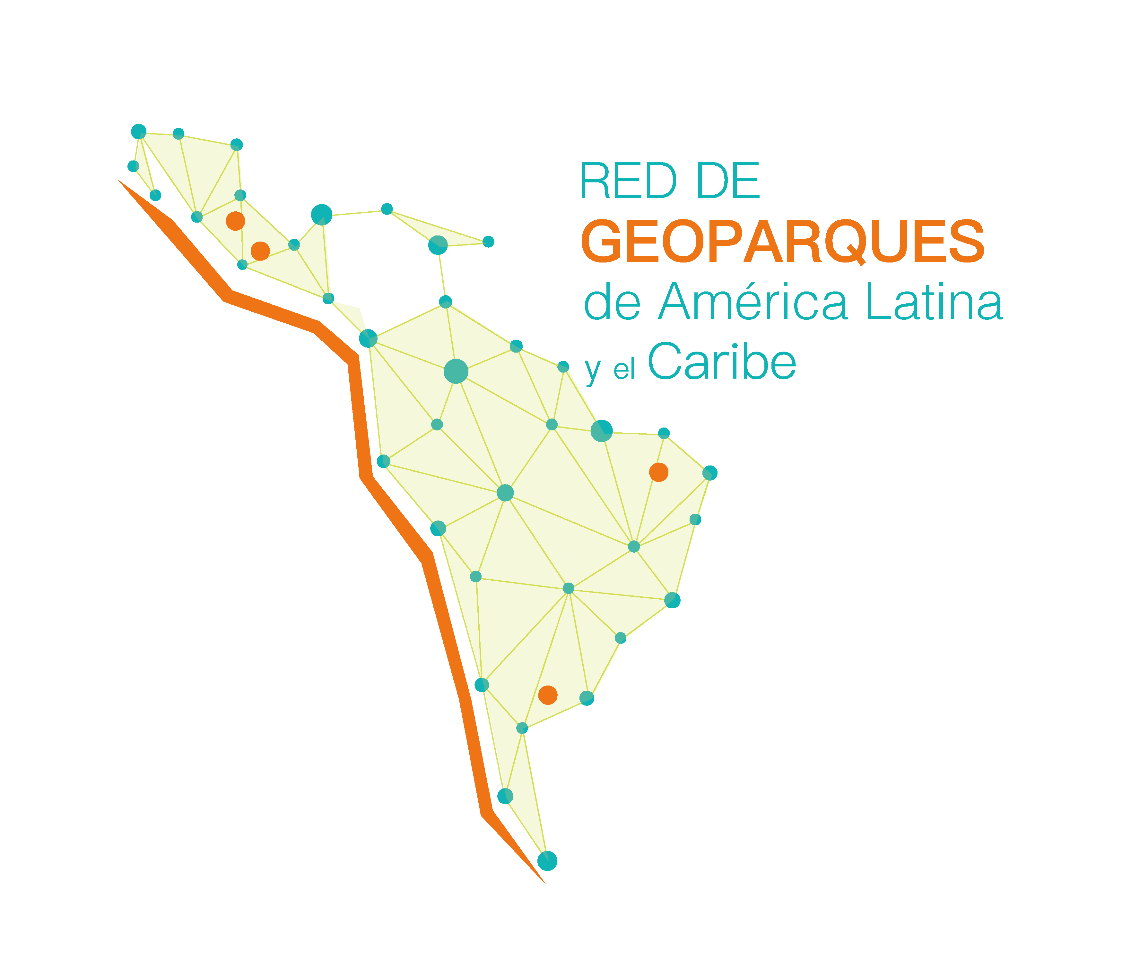 RED DE
GEOPARQUES
de América Latina
y el Caribe